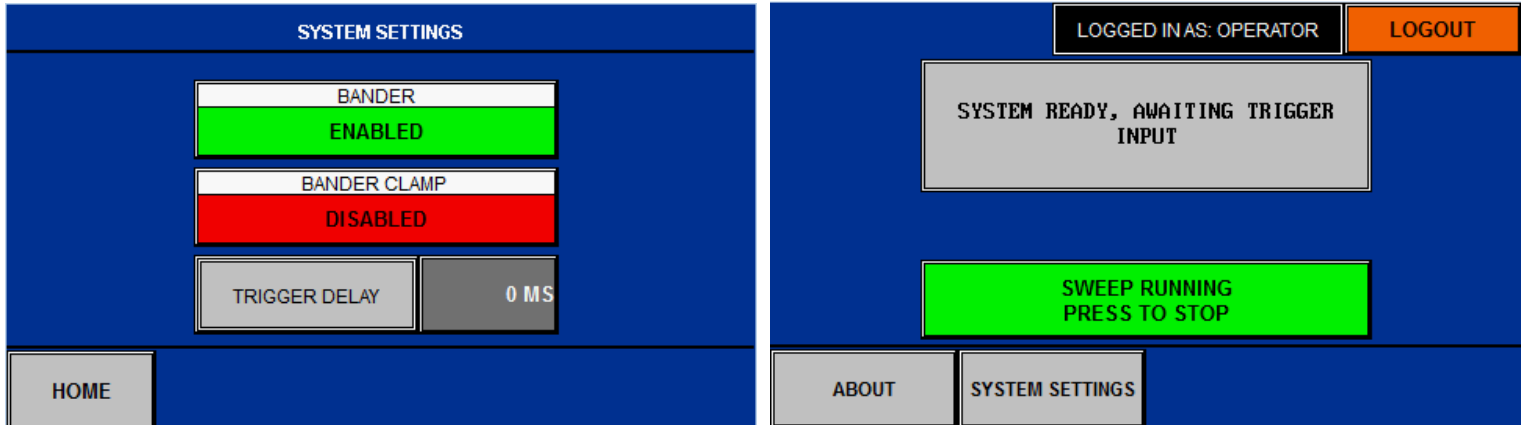 SYSTEM SETTINGS
BANDER
ENABLED
BANDER CLAMP
DISABLED
TRIGGER DELAY
0 MS
HOME
LOGGED IN AS: OPERATOR
LOGOUT
SYSTEM READY, AWAITING TRIGGER
INPUT
SWEEP RUNNING
PRESS TO STOP
ABOUT
SYSTEM SETTINGS